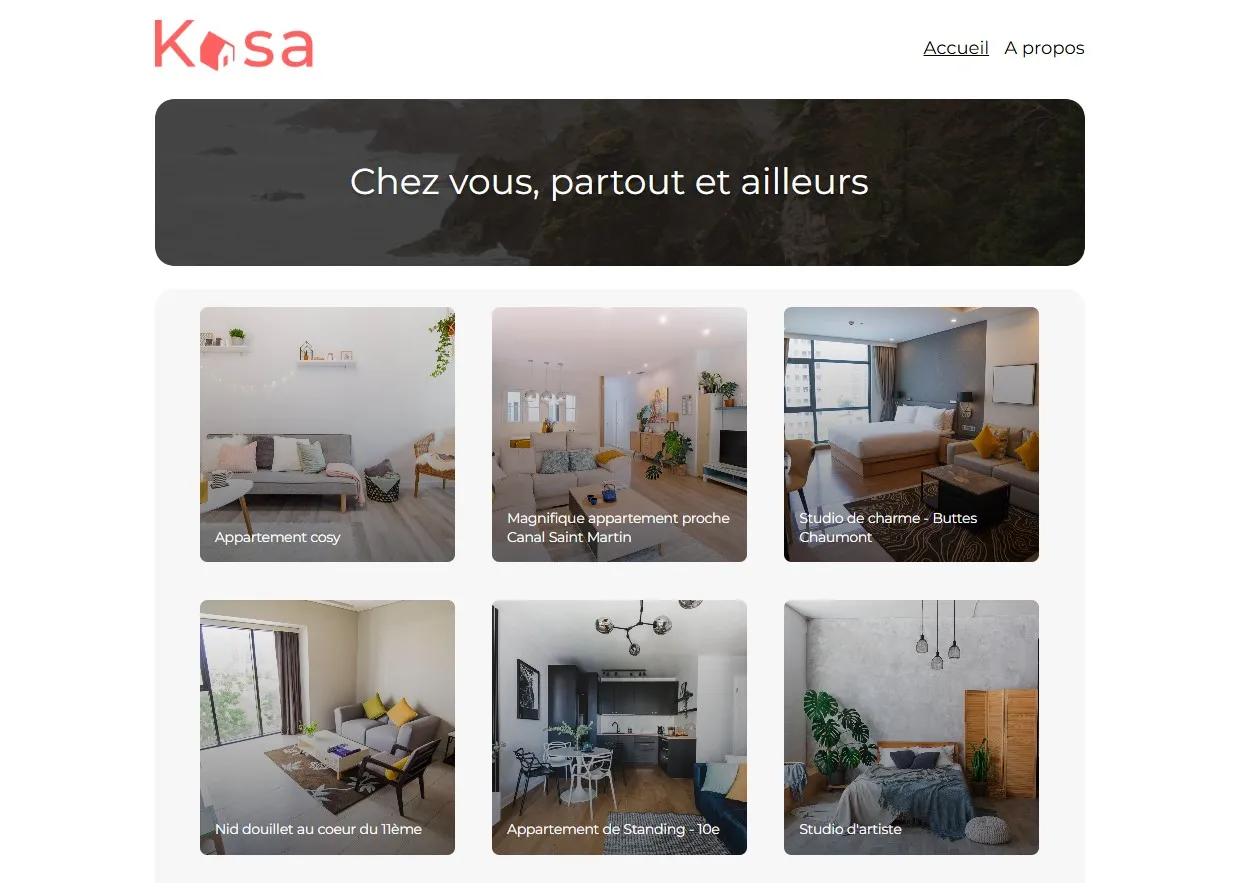 Kasa
Accueil A propos
Chez vous, partout et ailleurs
Appartement cosy
Magnifique appartement proche
Canal Saint Martin
Studio de charme - Buttes
Chaumont
Nid douillet au coeur du 11ème
Appartement de Standing - 10e
Studio d'artiste